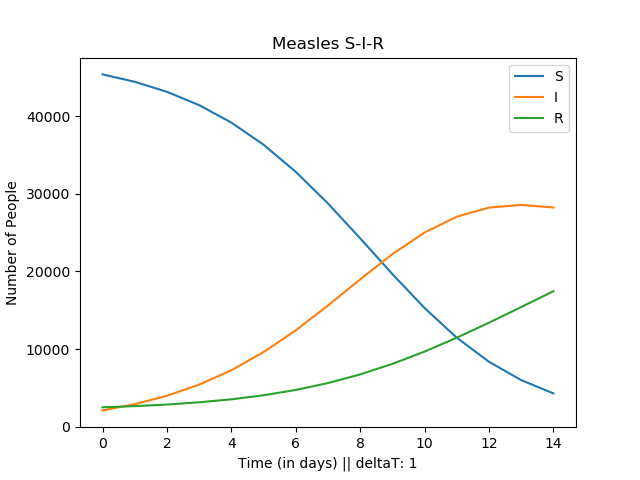 Measles S-I-R
S
I
R
Number of People
40000
30000
20000
10000
0
0 2 4 6 8 10 12 14
Time (in days) || deltaT: 1